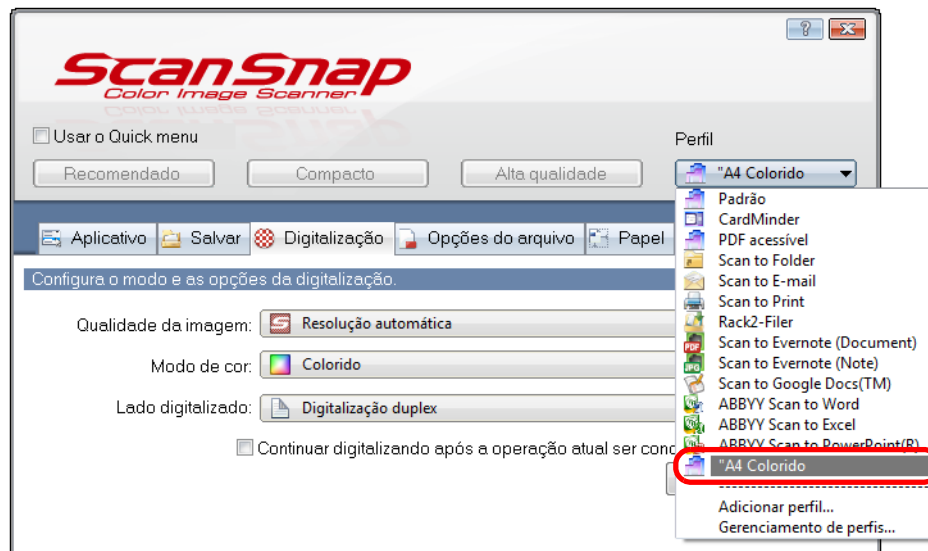 ScanSnap
Color Image Scanner
Usar o Quick menu
Perfil
Recomendado
Compacto
Alta qualidade
"A4 Colorido
Aplicativo
Salvar
Digitalização
Opções do arquivo
Papel
Configura o modo e as opções da digitalização.
Qualidade da imagem:
Resolução automática
Modo de cor:
Colorido
Lado digitalizado:
Digitalização duplex
Continuar digitalizando após a operação atual ser
Padrão
CardMinder
PDF acessível
Scan to Folder
Scan to E-mail
Scan to Print
Rack2-Filer
Scan to Evernote (Document)
Scan to Evernote (Note)
Scan to Google Docs(TM)
ABBYY Scan to Word
ABBYY Scan to Excel
ABBYY Scan to PowerPoint(R)
"A4 Colorido
Adicionar perfil...
Gerenciamento de perfis...